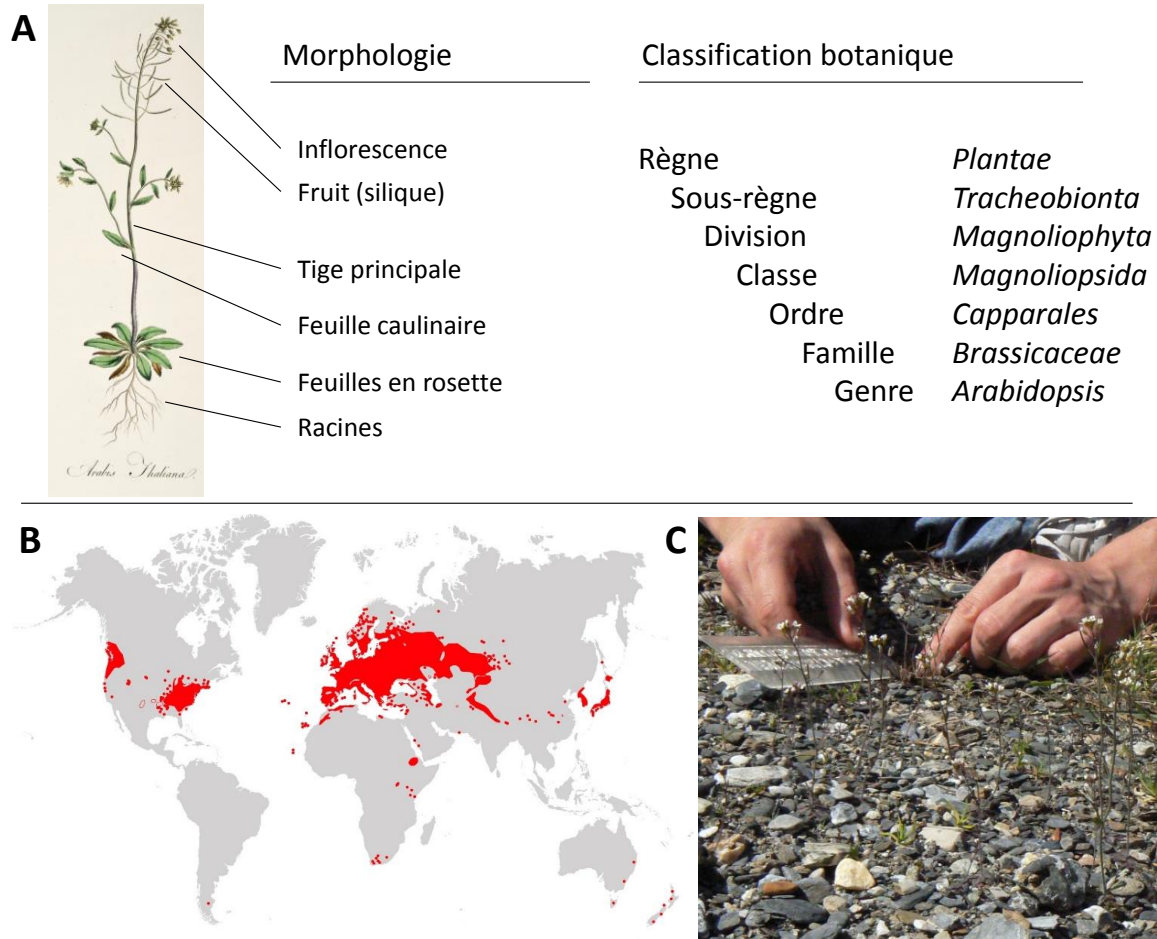 A
Morphologie
Classification botanique
Inflorescence
Fruit (silique)
Tige principale
Feuille caulinaire
Feuilles en rosette
Racines
Règne Plantae
Sous-règne Tracheobionta
Division Magnoliophyta
Classe Magnoliopsida
Ordre Capparales
Famille Brassicaceae
Genre Arabidopsis
Arabis Thaliana.
B
C